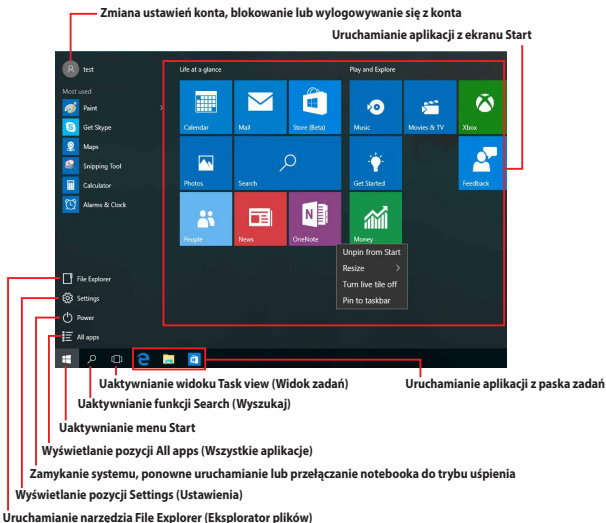 Zmiana ustawień konta, blokowanie lub wylogowywanie się z konta
Uruchamianie aplikacji z ekranu Start
test
Life at a glance
Play and Explore
Most used
Paint
Get Skype
Maps
Snipping Tool
Calculator
Alarms & Clock
Calendar
Mail
Store (Beta)
Music
Movies & TV
Xbox
Photos
Search
Get Started
Feedback
People
News
OneNote
Money
Unpin from Start
Resize
Turn live tile off
Pin to taskbar
File Explorer
Settings
Power
All apps
Uaktywnianie widoku Task view (Widok zadań)
Uruchamianie aplikacji z paska zadań
Uaktywnianie funkcji Search (Wyszukaj)
Uaktywnianie menu Start
Wyświetlanie pozycji All apps (Wszystkie aplikacje)
Zamykanie systemu, ponowne uruchamianie lub przełączanie notebooka do trybu uśpienia
Wyświetlanie pozycji Settings (Ustawienia)
Uruchamianie narzędzia File Explorer (Eksplorator plików)